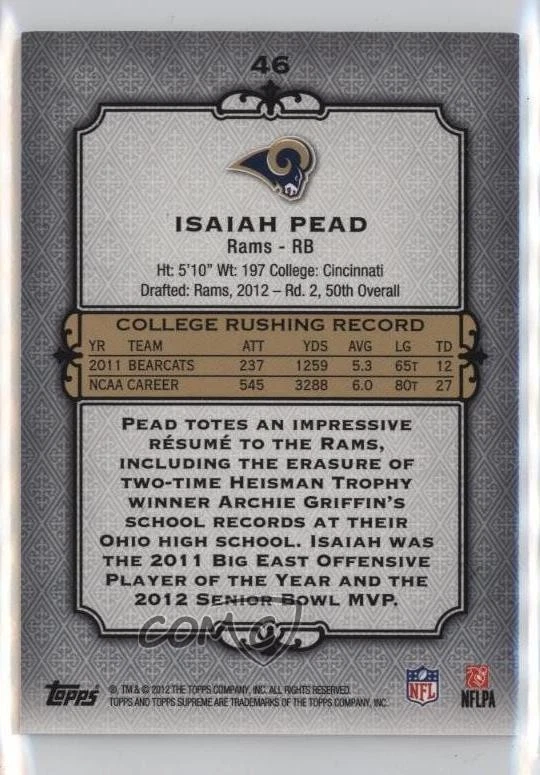 46
ISAIAH PEAD
Rams - RB
Ht: 5'10" Wt: 197 College: Cincinnati
Drafted: Rams, 2012 – Rd. 2, 50th Overall
COLLEGE RUSHING RECORD
YR TEAM ATT YDS AVG LG TD
2011 BEARCATS 237 1259 5.3 65T 12
NCAA CAREER 545 3288 6.0 80T 27
PEAD TOTES AN IMPRESSIVE
RÉSUMÉ TO THE RAMS,
INCLUDING THE ERASURE OF
TWO-TIME HEISMAN TROPHY
WINNER ARCHIE GRIFFIN'S
SCHOOL RECORDS AT THEIR
OHIO HIGH SCHOOL. ISAIAH WAS
THE 2011 BIG EAST OFFENSIVE
PLAYER OF THE YEAR AND THE
2012 SENIOR BOWL MVP.
COMC
topps
®, TM & © 2012 THE TOPPS COMPANY, INC. ALL RIGHTS RESERVED.
TOPPS AND TOPPS SUPREME ARE TRADEMARKS OF THE TOPPS COMPANY, INC.
NFL
NFLPA